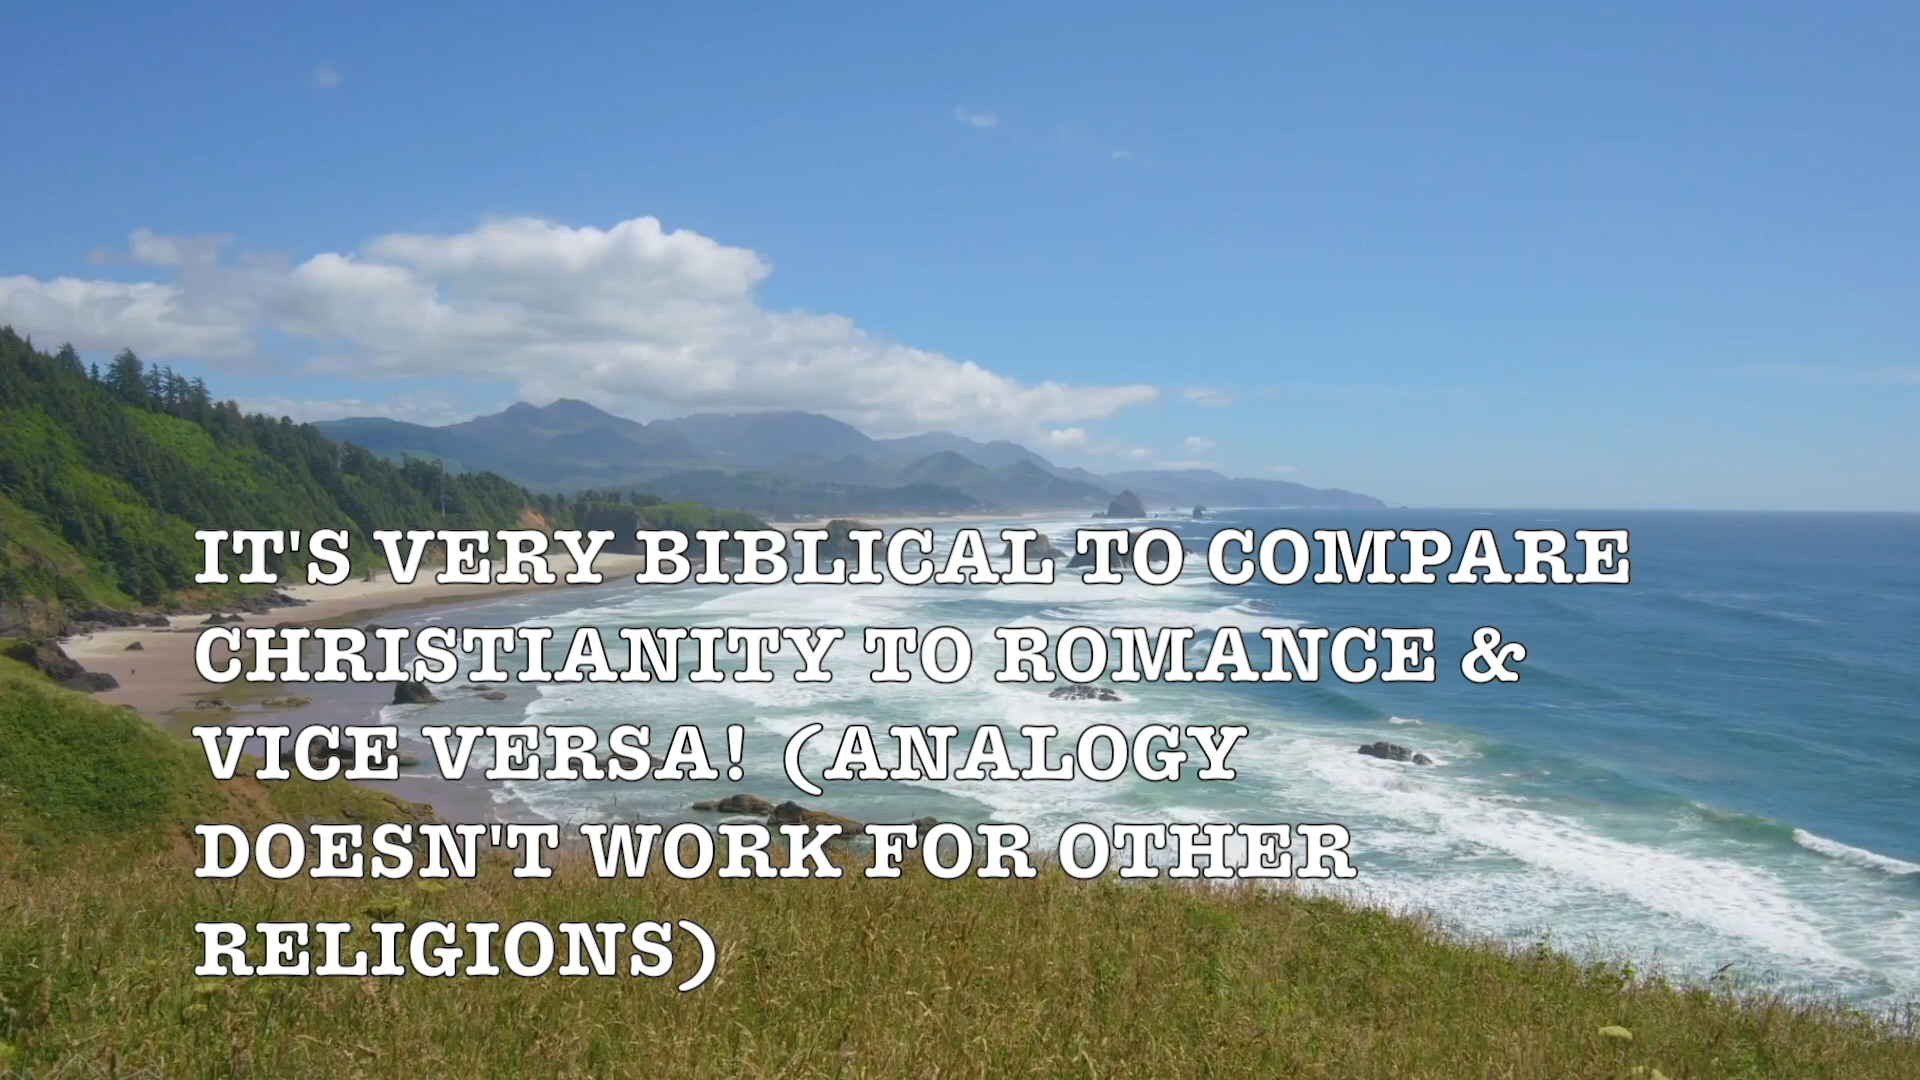 IT'S VERY BIBLICAL TO COMPARE
CHRISTIANITY TO ROMANCE &
VICE VERSA! (ANALOGY
DOESN'T WORK FOR OTHER
RELIGIONS)